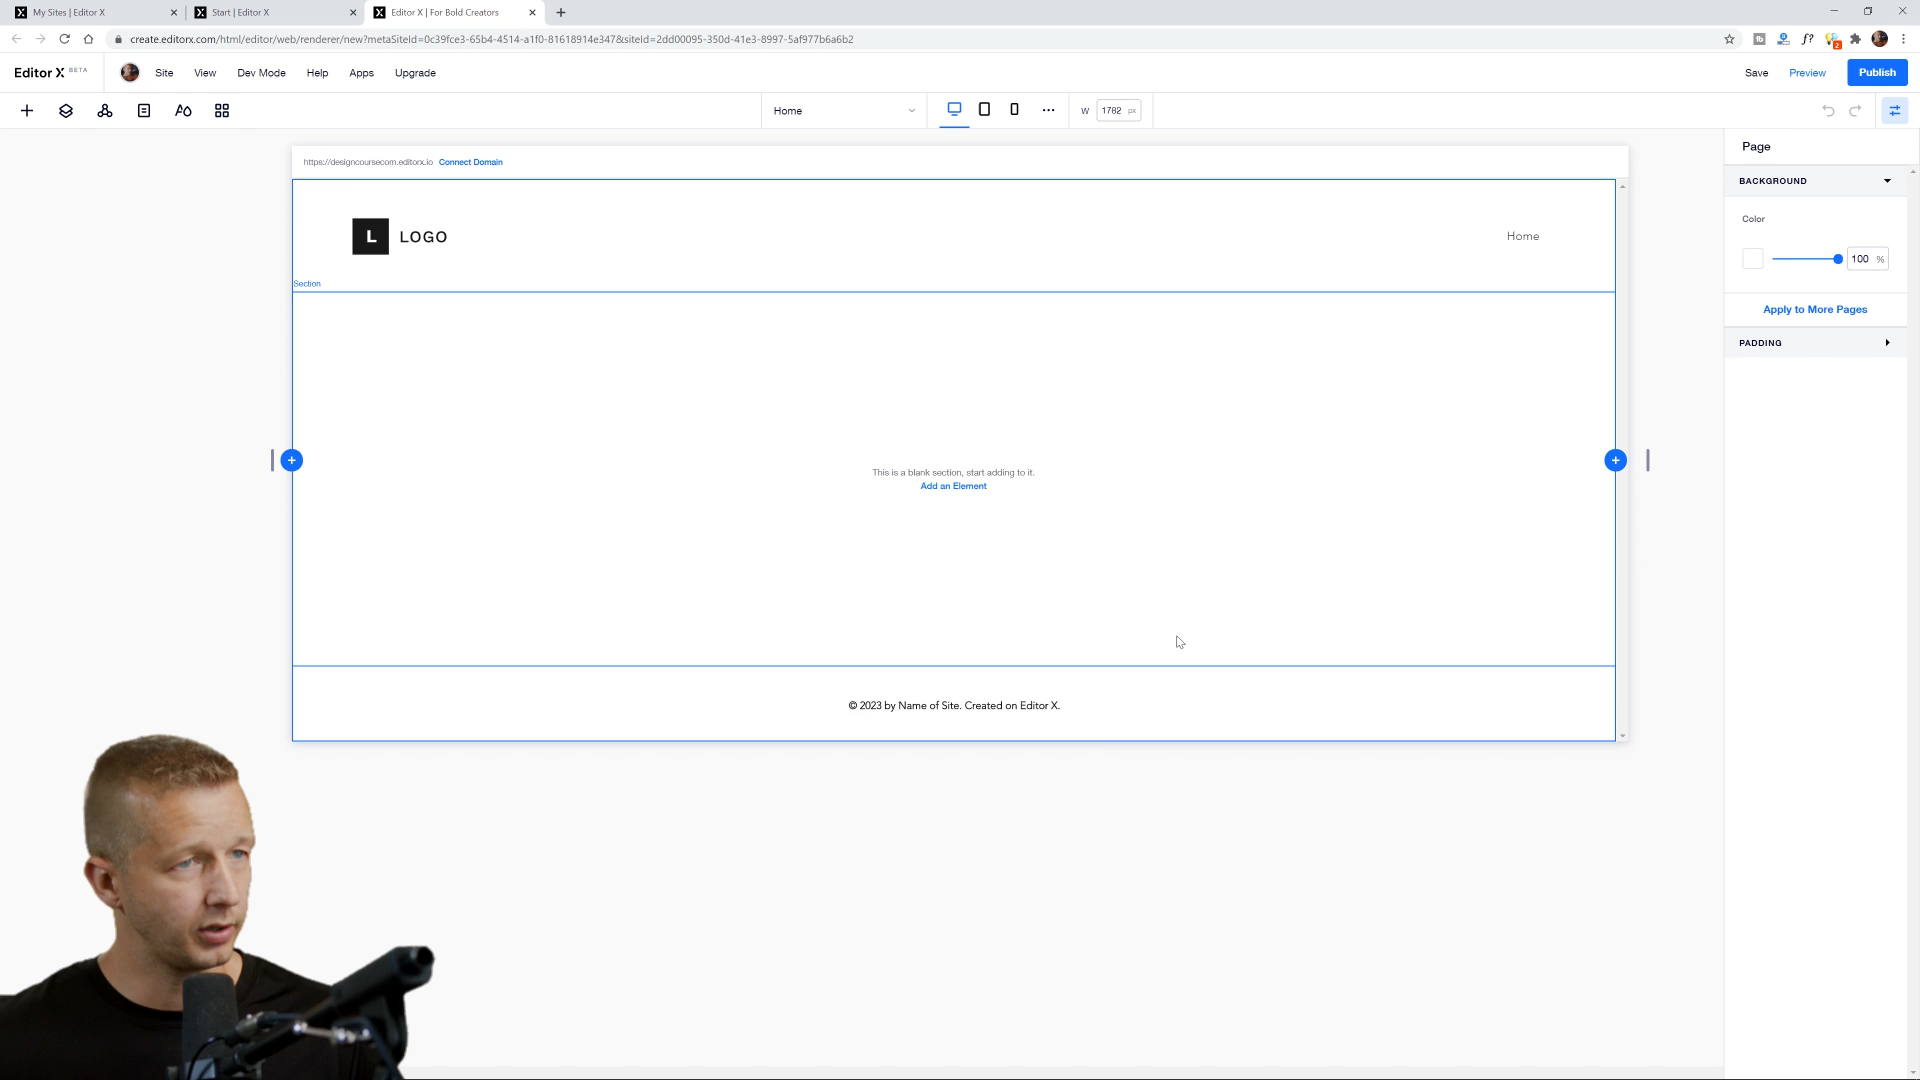 My Sites | Editor X
Start | Editor X
Editor X | For Bold Creators
create.editorx.com/html/editor/web/renderer/new?metaSiteId=0c39fce3-65b4-4514-a1f0-81618914e347&siteId=2dd00095-350d-41e3-8997-5af977b6a6b2
f?
2
Editor X BETA
Site
View
Dev Mode
Help
Apps
Upgrade
Save
Preview
Publish
Home
W 1782 px
Page
https://designcoursecom.editorx.io Connect Domain
BACKGROUND
Color
100 %
Apply to More Pages
PADDING
L LOGO
Home
Section
This is a blank section, start adding to it.
Add an Element
© 2023 by Name of Site. Created on Editor X.